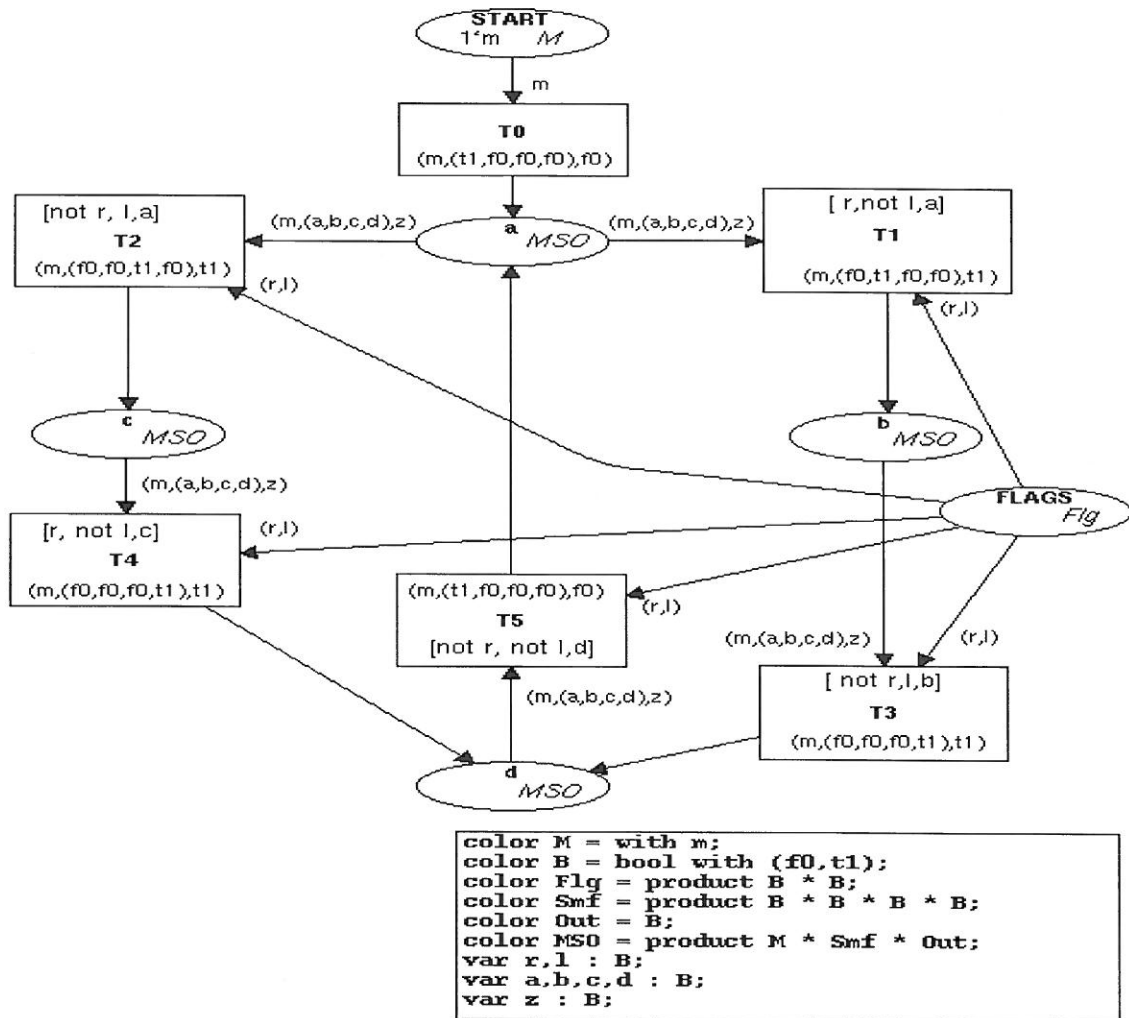 START
1'm M
m
T0
(m,(t1,f0,f0,f0),f0)
[not r, l,a]
T2
(m,(f0,f0,t1,f0),t1)
(m,(a,b,c,d),z)
a
MSO
(m,(a,b,c,d),z)
[ r,not l,a]
T1
(m,(f0,t1,f0,f0),t1)
(r,l)
(r,l)
c
MSO
b
MSO
(m,(a,b,c,d),z)
FLAGS
Flg
[r, not l,c]
T4
(m,(f0,f0,f0,t1),t1)
(r,l)
(m,(t1,f0,f0,f0),f0)
T5
[not r, not l,d]
(r,l)
(m,(a,b,c,d),z)
(r,l)
(m,(a,b,c,d),z)
[ not r,l,b]
T3
(m,(f0,f0,f0,t1),t1)
d
MSO
color M = with m;
color B = bool with (f0,t1);
color Flg = product B * B;
color Smf = product B * B * B * B;
color Out = B;
color MSO = product M * Smf * Out;
var r,l : B;
var a,b,c,d : B;
var z : B;